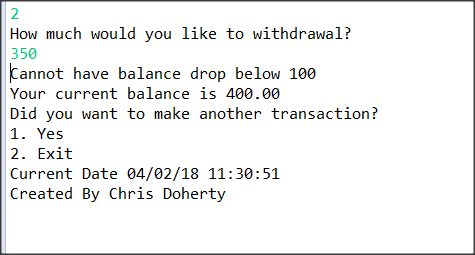 2
How much would you like to withdrawal?
350
Cannot have balance drop below 100
Your current balance is 400.00
Did you want to make another transaction?
1. Yes
2. Exit
Current Date 04/02/18 11:30:51
Created By Chris Doherty